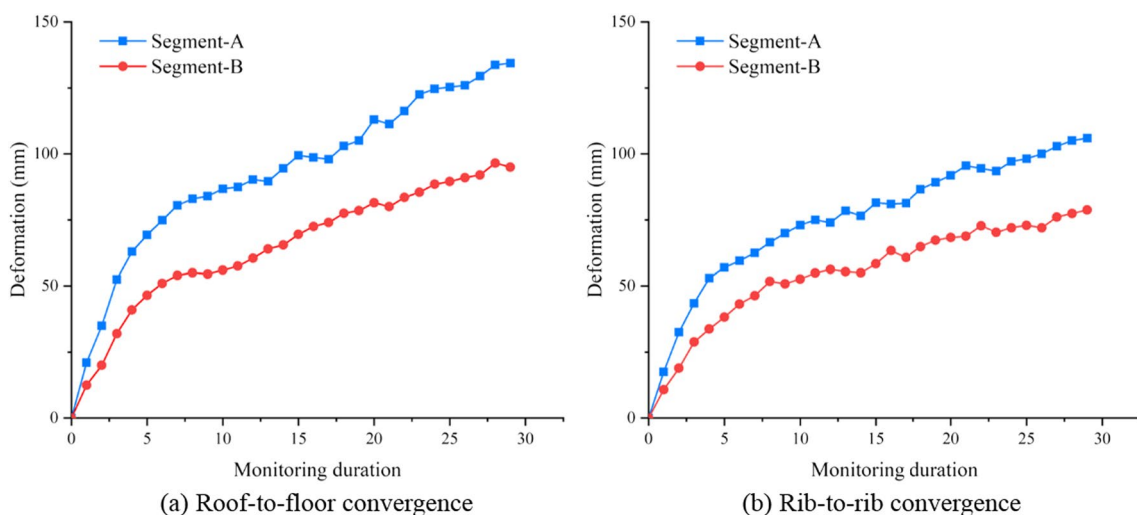 150
Segment-A
Segment-B
100
50
0
Deformation (mm)
0 5 10 15 20 25 30
Monitoring duration
(a) Roof-to-floor convergence
150
Segment-A
Segment-B
100
50
0
Deformation (mm)
0 5 10 15 20 25 30
Monitoring duration
(b) Rib-to-rib convergence